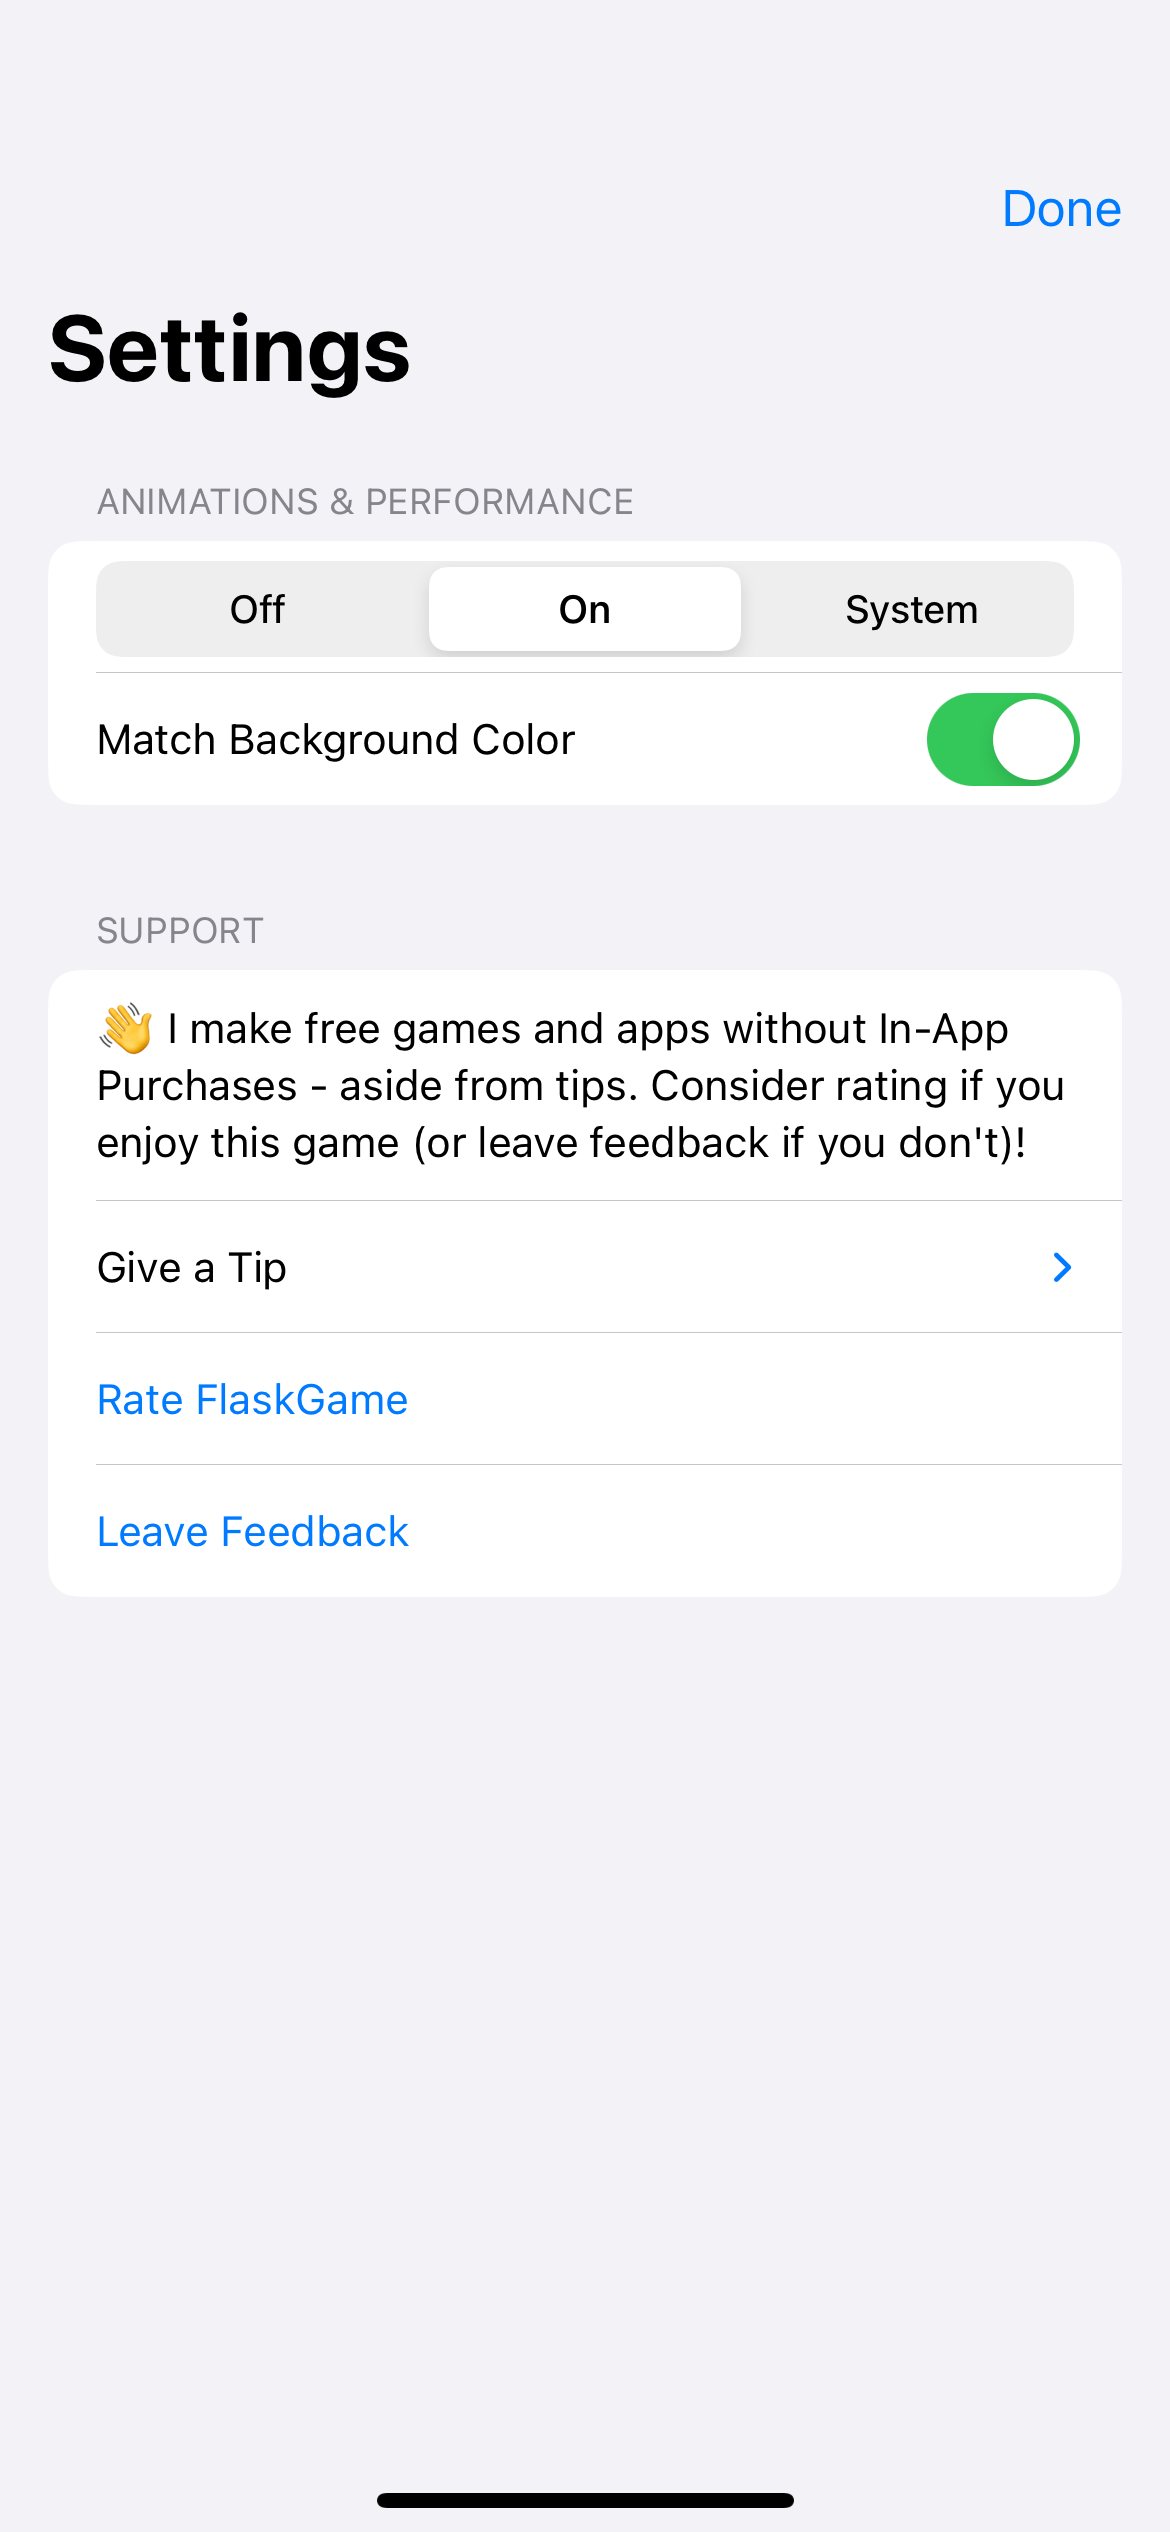 Done
Settings
ANIMATIONS & PERFORMANCE
Off On System
Match Background Color
SUPPORT
👋 I make free games and apps without In-App
Purchases - aside from tips. Consider rating if you
enjoy this game (or leave feedback if you don't)!
Give a Tip
Rate FlaskGame
Leave Feedback